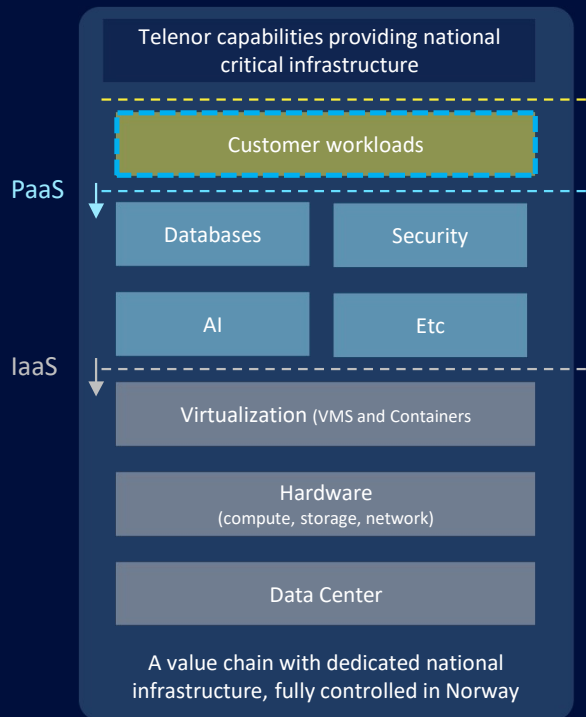 Telenor capabilities providing national
critical infrastructure
Customer workloads
PaaS
Databases
Security
AI
Etc
IaaS
Virtualization (VMS and Containers
Hardware
(compute, storage, network)
Data Center
A value chain with dedicated national
infrastructure, fully controlled in Norway